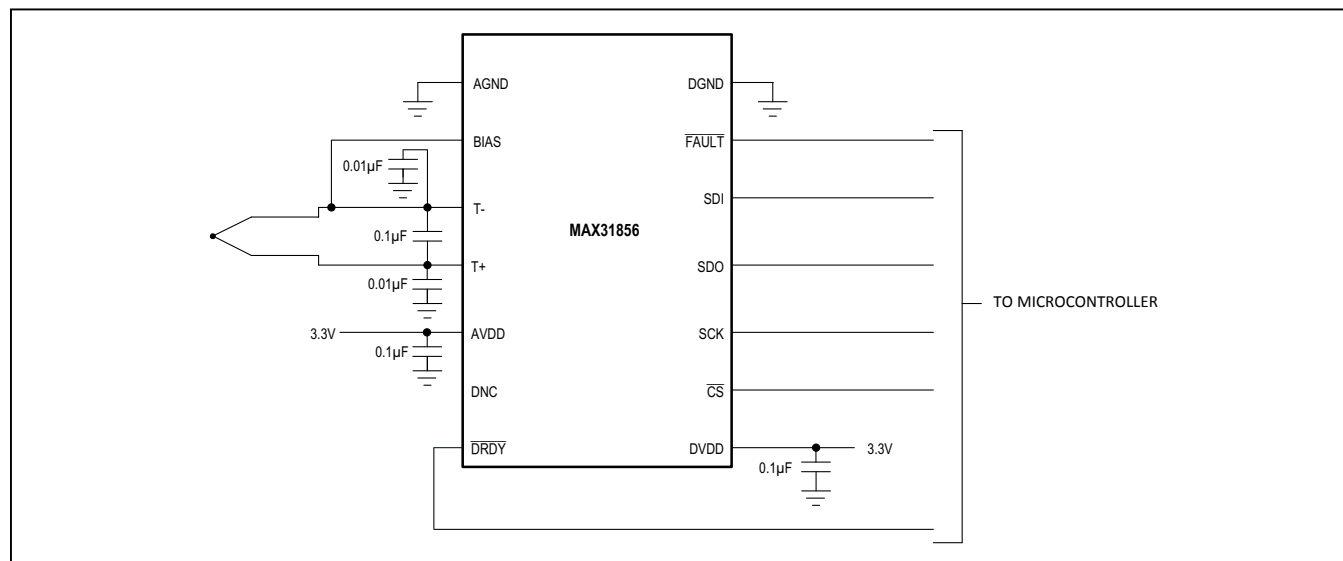 AGND
DGND
BIAS
FAULT
0.01µF
SDI
T-
0.1µF
MAX31856
T+
SDO
0.01µF
TO MICROCONTROLLER
3.3V
AVDD
SCK
0.1µF
DNC
CS
DRDY
DVDD
3.3V
0.1µF